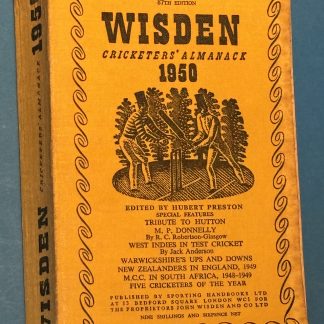 87TH EDITION
WISDEN
CRICKETERS' ALMANACK
1950
EDITED BY HUBERT PRESTON
SPECIAL FEATURES
TRIBUTE TO HUTTON
M. P. DONNELLY
By R. C. Robertson-Glasgow
WEST INDIES IN TEST CRICKET
By Jack Anderson
WARWICKSHIRE'S UPS AND DOWNS
NEW ZEALANDERS IN ENGLAND, 1949
M.C.C. IN SOUTH AFRICA, 1948-1949
FIVE CRICKETERS OF THE YEAR
PUBLISHED BY SPORTING HANDBOOKS LTD
AT 13 BEDFORD SQUARE LONDON WC1 FOR
THE PROPRIETORS JOHN WISDEN AND CO LTD
NINE SHILLINGS AND SIXPENCE NET
WISDEN CRICKETERS' ALMANACK 1950